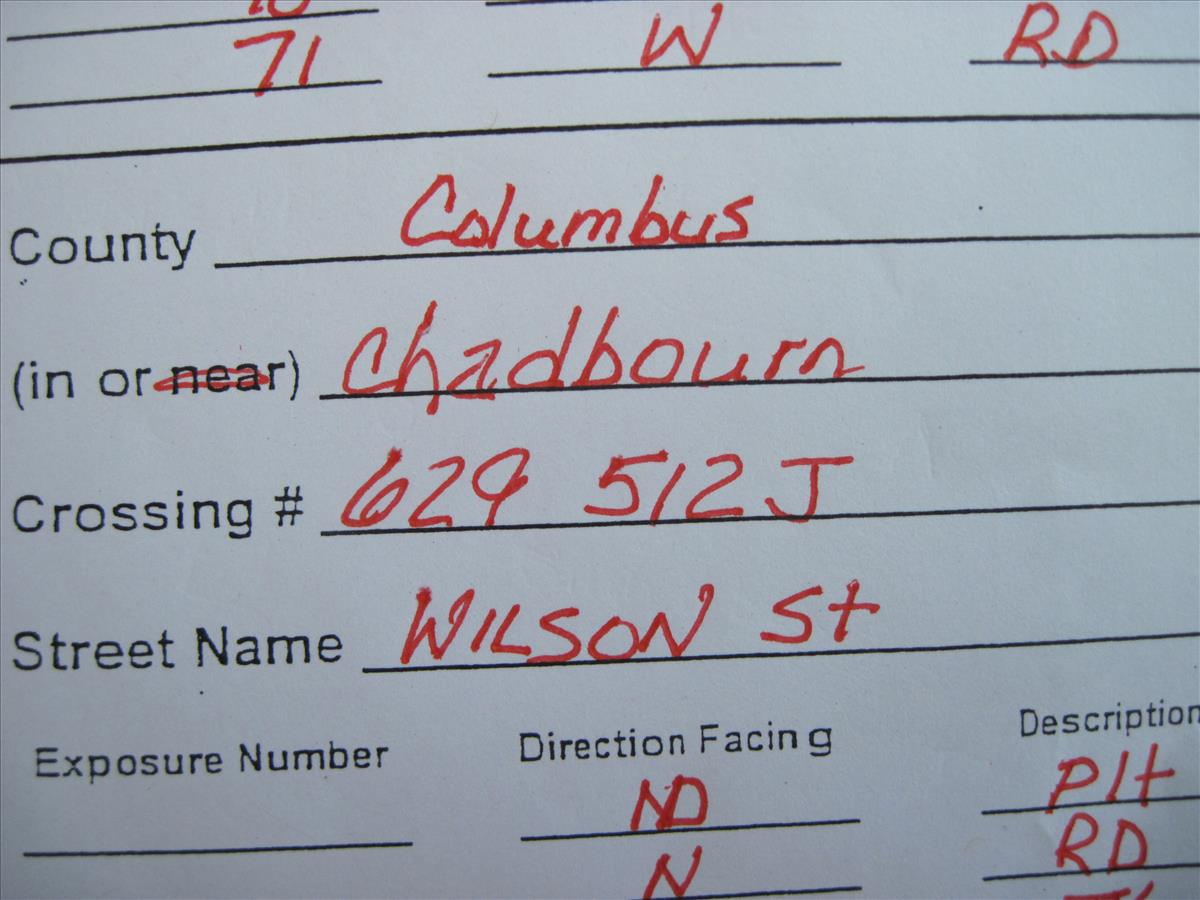 71 W RD
County Columbus
(in or near) Chadbourn
Crossing # 629 512 J
Street Name WILSON St
Exposure Number Direction Facing Description
ND Plt
N RD